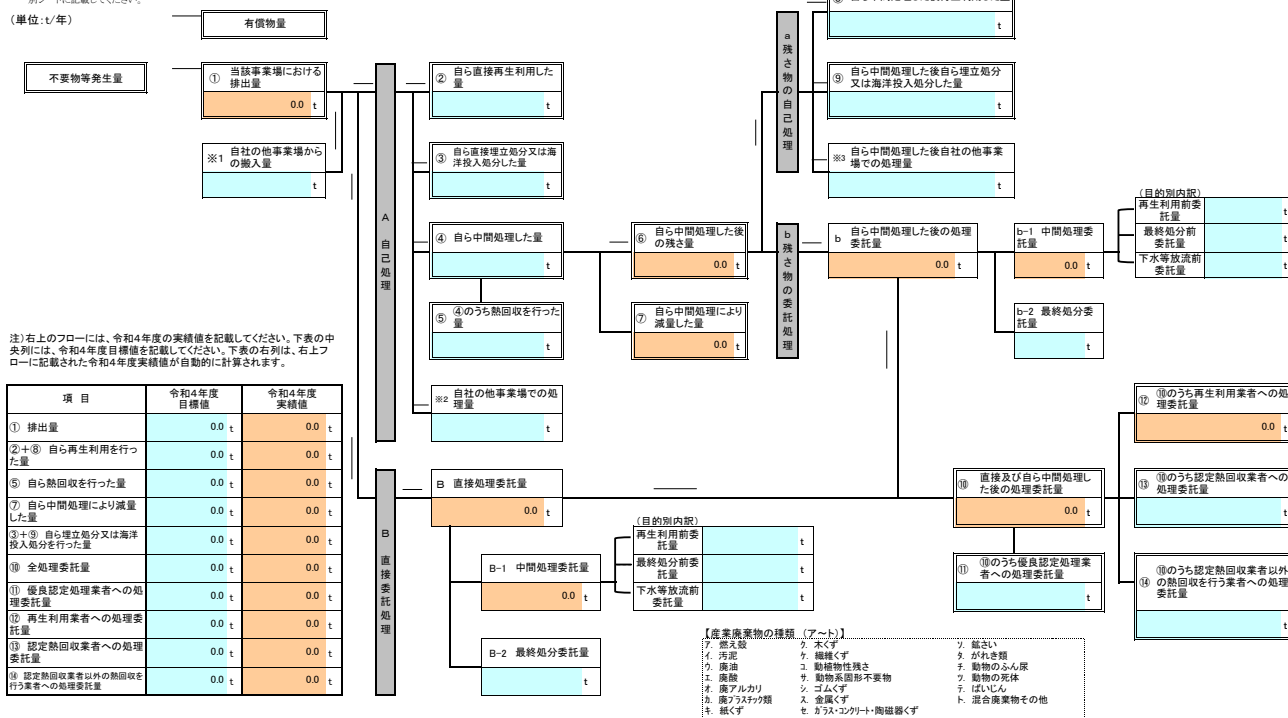 別シートに記載してください。
(単位:t/年)
有償物量
不要物等発生量
① 当該事業場における
排出量
0.0 t
※1 自社の他事業場から
の搬入量
t
A
自
己
処
理
② 自ら直接再生利用した
量
t
③ 自ら直接埋立処分又は海
洋投入処分した量
t
④ 自ら中間処理した量
t
⑤ ④のうち熱回収を行った
量
t
※2 自社の他事業場での処
理量
t
⑥ 自ら中間処理した後
の残さ量
0.0 t
⑦ 自ら中間処理により
減量した量
0.0 t
a
残
さ
物
の
自
己
処
理
t
⑨ 自ら中間処理した後自ら埋立処分
又は海洋投入処分した量
t
※3 自ら中間処理した後自社の他事業
場での処理量
t
b
残
さ
物
の
委
託
処
理
b 自ら中間処理した後の処理
委託量
0.0 t
b-1 中間処理委
託量
0.0 t
(目的別内訳)
再生利用前委
託量 t
最終処分前
委託量 t
下水等放流前
委託量 t
b-2 最終処分委
託量
t
注)右上のフローには、令和4年度の実績値を記載してください。下表の中
央列には、令和4年度目標値を記載してください。下表の右列は、右上フ
ローに記載された令和4年度実績値が自動的に計算されます。
項 目 令和4年度
目標値 令和4年度
実績値
① 排出量 0.0 t 0.0 t
②+⑧ 自ら再生利用を行っ
た量 0.0 t 0.0 t
⑤ 自ら熱回収を行った量 0.0 t 0.0 t
⑦ 自ら中間処理により減量
した量 0.0 t 0.0 t
③+⑨ 自ら埋立処分又は海洋
投入処分を行った量 0.0 t 0.0 t
⑩ 全処理委託量 0.0 t 0.0 t
⑪ 優良認定処理業者への処
理委託量 0.0 t 0.0 t
⑫ 再生利用業者への処理委
託量 0.0 t 0.0 t
⑬ 認定熱回収業者への処理
委託量 0.0 t 0.0 t
⑭ 認定熱回収業者以外の熱回収を
行う業者への処理委託量 0.0 t 0.0 t
B
直
接
委
託
処
理
B 直接処理委託量
0.0 t
B-1 中間処理委託量
0.0 t
(目的別内訳)
再生利用前委
託量 t
最終処分前
委託量 t
下水等放流前
委託量 t
B-2 最終処分委託量
t
⑩ 直接及び自ら中間処理し
た後の処理委託量
0.0 t
⑪ ⑩のうち優良認定処理業
者への処理委託量
t
⑫ ⑩のうち再生利用業者への処
理委託量
0.0 t
⑬ ⑩のうち認定熱回収業者への
処理委託量
t
⑭ ⑩のうち認定熱回収業者以外
の熱回収を行う業者への処理
委託量
t
【産業廃棄物の種類 (ア~ト)】
ア. 燃え殻 ク. 木くず ソ. 鉱さい
イ. 汚泥 ケ. 繊維くず タ. がれき類
ウ. 廃油 コ. 動植物性残さ チ. 動物のふん尿
エ. 廃酸 サ. 動物系固形不要物 ツ. 動物の死体
オ. 廃アルカリ シ. ゴムくず テ. ばいじん
カ. 廃プラスチック類 ス. 金属くず ト. 混合廃棄物その他
キ. 紙くず セ. ガラス・コンクリート・陶磁器くず